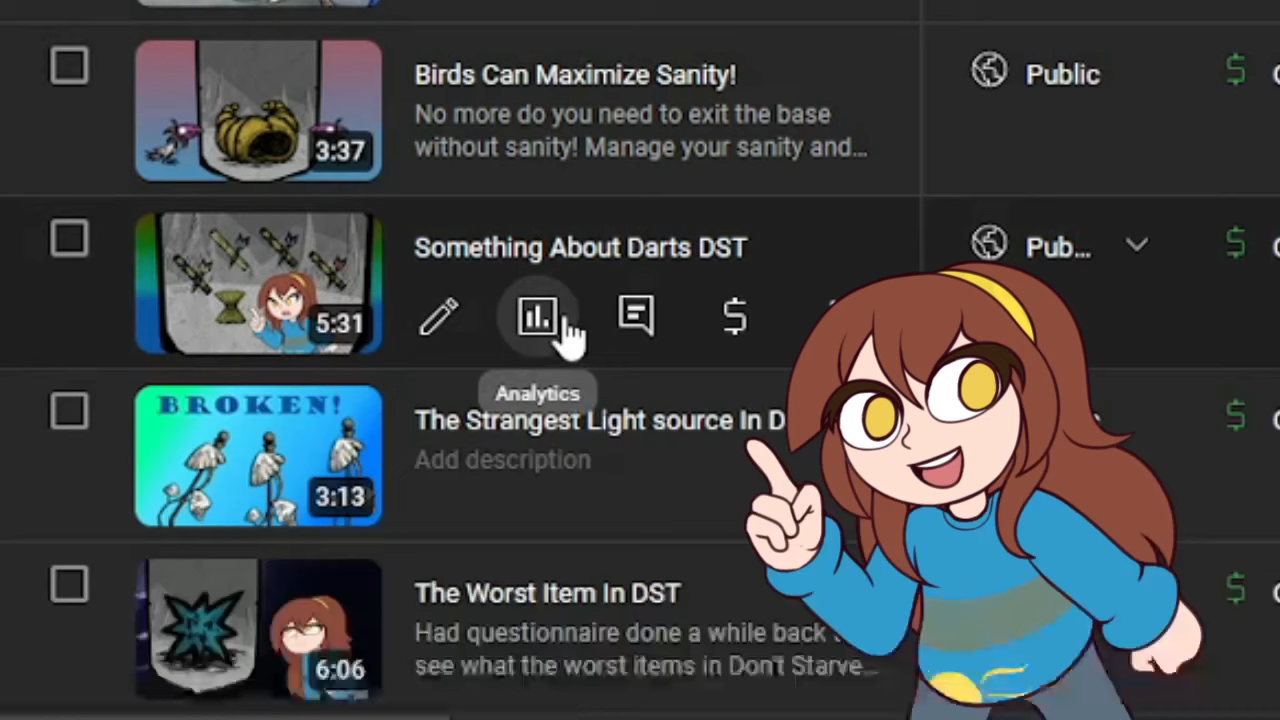 Birds Can Maximize Sanity!
No more do you need to exit the base
without sanity! Manage your sanity and...
3:37
Public
$
Something About Darts DST
5:31
Pub...
$
$
Analytics
BROKEN!
The Strangest Light source In D
Add description
3:13
$
The Worst Item In DST
Had questionnaire done a while back
see what the worst items in Don't Starve...
6:06
$